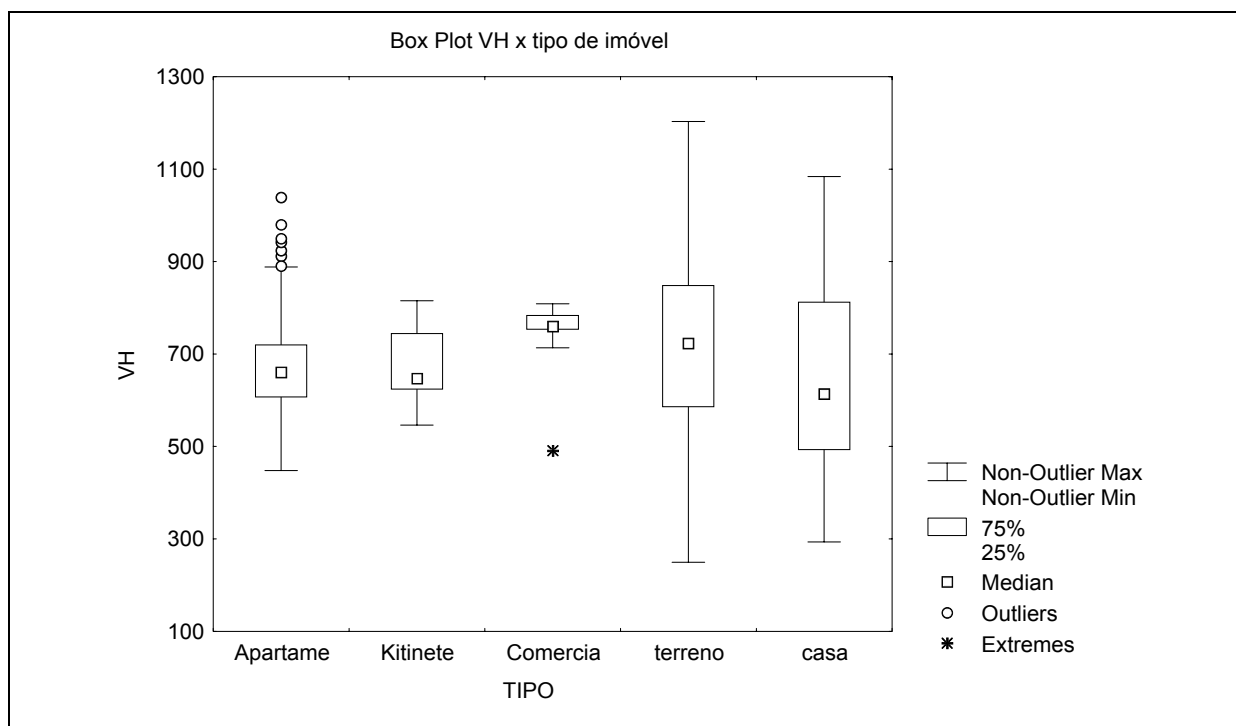 Box Plot VH x tipo de imóvel
VH
1300
1100
900
700
500
300
100
Apartame Kitinete Comercia terreno casa
TIPO
Non-Outlier Max
Non-Outlier Min
75%
25%
Median
Outliers
Extremes